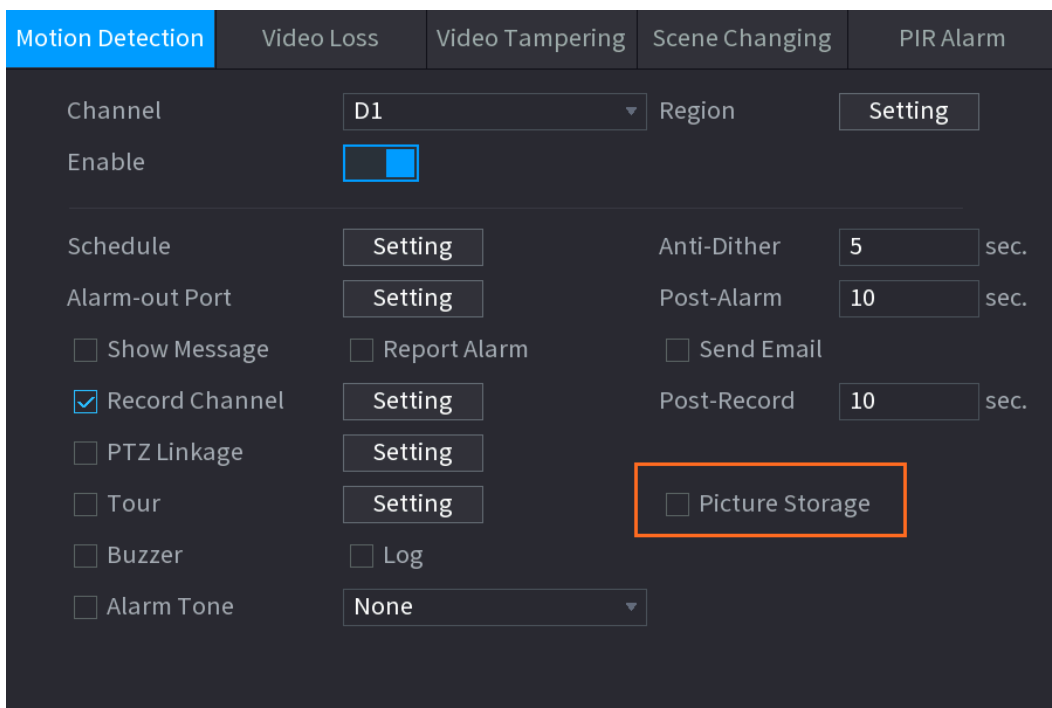 Motion Detection Video Loss Video Tampering Scene Changing PIR Alarm
Channel D1 Region Setting
Enable
Schedule Setting Anti-Dither 5 sec.
Alarm-out Port Setting Post-Alarm 10 sec.
Show Message Report Alarm Send Email
Record Channel Setting Post-Record 10 sec.
PTZ Linkage Setting
Tour Setting Picture Storage
Buzzer Log
Alarm Tone None